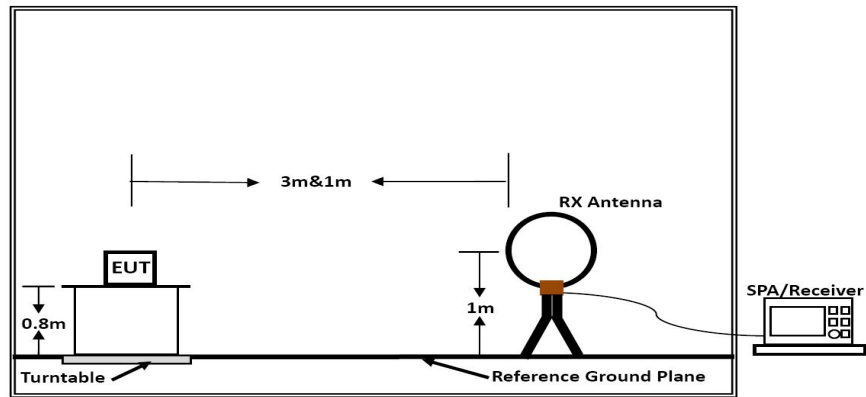 3m&1m
RX Antenna
EUT
SPA/Receiver
0.8m
1m
Turntable
Reference Ground Plane